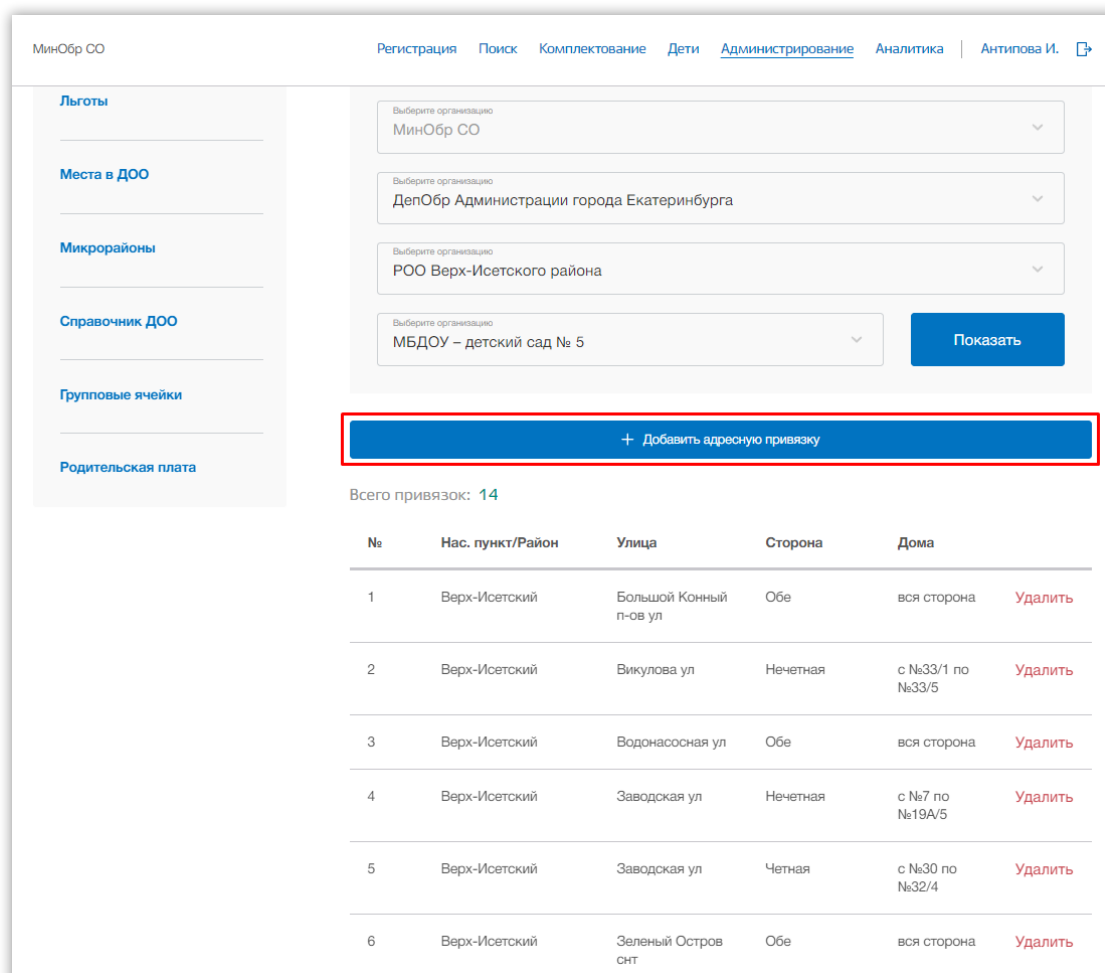 МинОбр СО
Регистрация Поиск Комплектование Дети Администрирование Аналитика Антипова И.
Льготы
Места в ДОО
Микрорайоны
Справочник ДОО
Групповые ячейки
Родительская плата
Выберите организацию
МинОбр СО
Выберите организацию
ДепОбр Администрации города Екатеринбурга
Выберите организацию
РОО Верх-Исетского района
Выберите организацию
МБДОУ – детский сад № 5
Показать
+ Добавить адресную привязку
Всего привязок: 14
№ Нас. пункт/Район Улица Сторона Дома
1 Верх-Исетский Большой Конный Обе вся сторона Удалить
п-ов ул
2 Верх-Исетский Викулова ул Нечетная с №33/1 по Удалить
№33/5
3 Верх-Исетский Водонасосная ул Обе вся сторона Удалить
4 Верх-Исетский Заводская ул Нечетная с №7 по Удалить
№19А/5
5 Верх-Исетский Заводская ул Четная с №30 по Удалить
№32/4
6 Верх-Исетский Зеленый Остров Обе вся сторона Удалить
снт